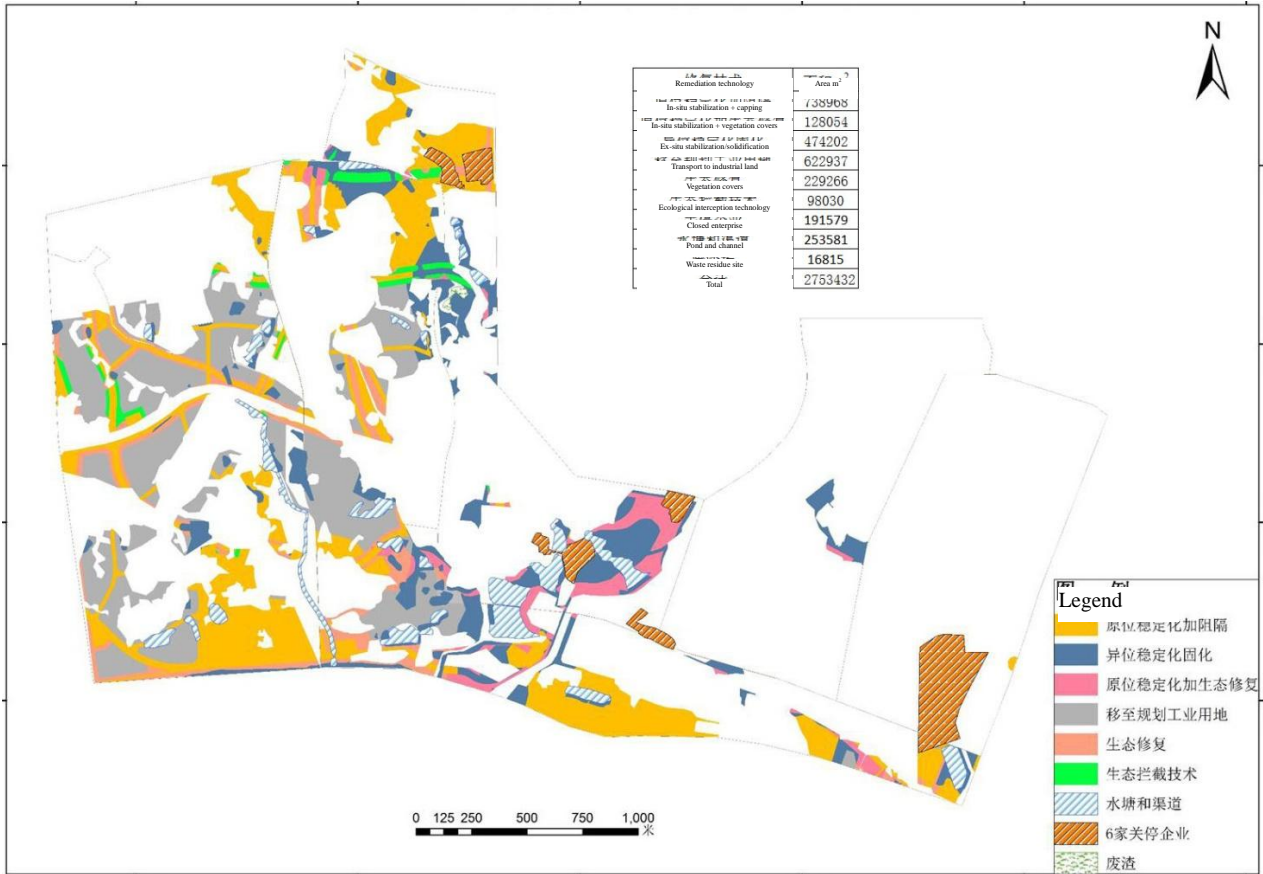 N
Remediation technology Area m²
In-situ stabilization + capping 738968
In-situ stabilization + vegetation covers 128054
Ex-situ stabilization/solidification 474202
Transport to industrial land 622937
Vegetation covers 229266
Ecological interception technology 98030
Closed enterprise 191579
Pond and channel 253581
Waste residue site 16815
Total 2753432
Legend
原位稳定化加阻隔
异位稳定化固化
原位稳定化加生态修复
移至规划工业用地
生态修复
生态拦截技术
水塘和渠道
6家关停企业
废渣
0 125 250 500 750 1,000
米